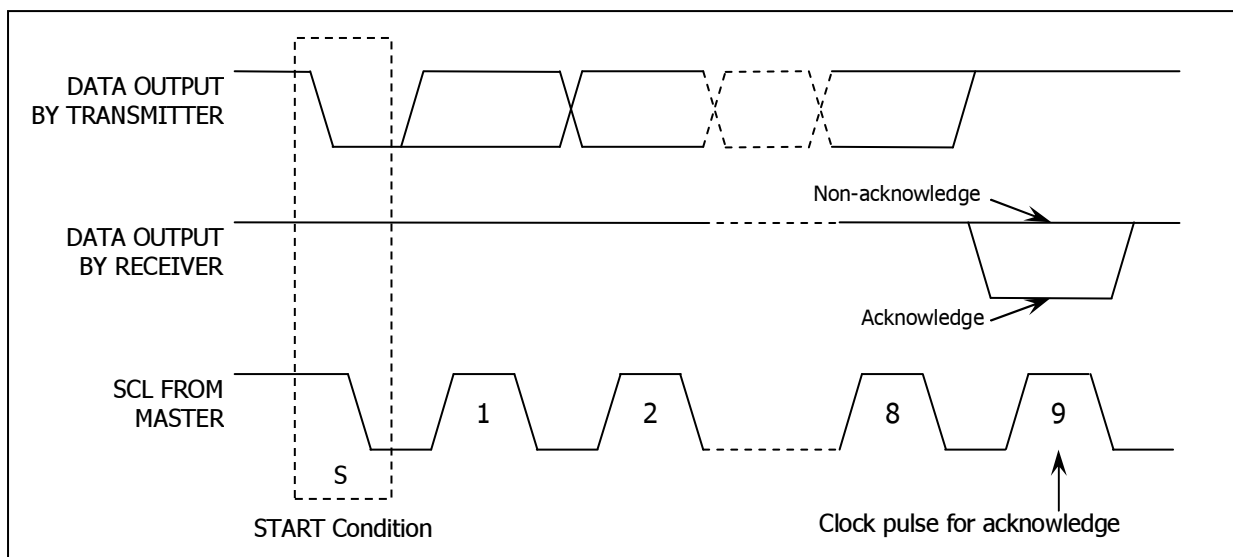 DATA OUTPUT
BY TRANSMITTER
Non-acknowledge
DATA OUTPUT
BY RECEIVER
Acknowledge
SCL FROM
MASTER
1
2
8
9
S
START Condition
Clock pulse for acknowledge